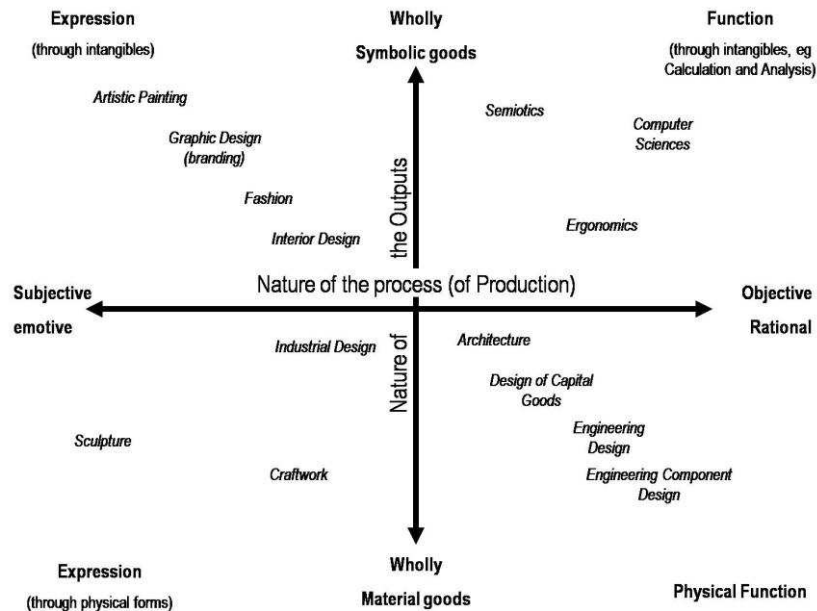 Expression
(through intangibles)
Wholly
Symbolic goods
Function
(through intangibles, eg
Calculation and Analysis)
Artistic Painting
Graphic Design
(branding)
Fashion
Interior Design
Semiotics
Computer
Sciences
Ergonomics
the Outputs
Nature of the process (of Production)
Subjective
emotive
Objective
Rational
Nature of
Industrial Design
Architecture
Design of Capital
Goods
Engineering
Design
Engineering Component
Design
Sculpture
Craftwork
Wholly
Material goods
Expression
(through physical forms)
Physical Function